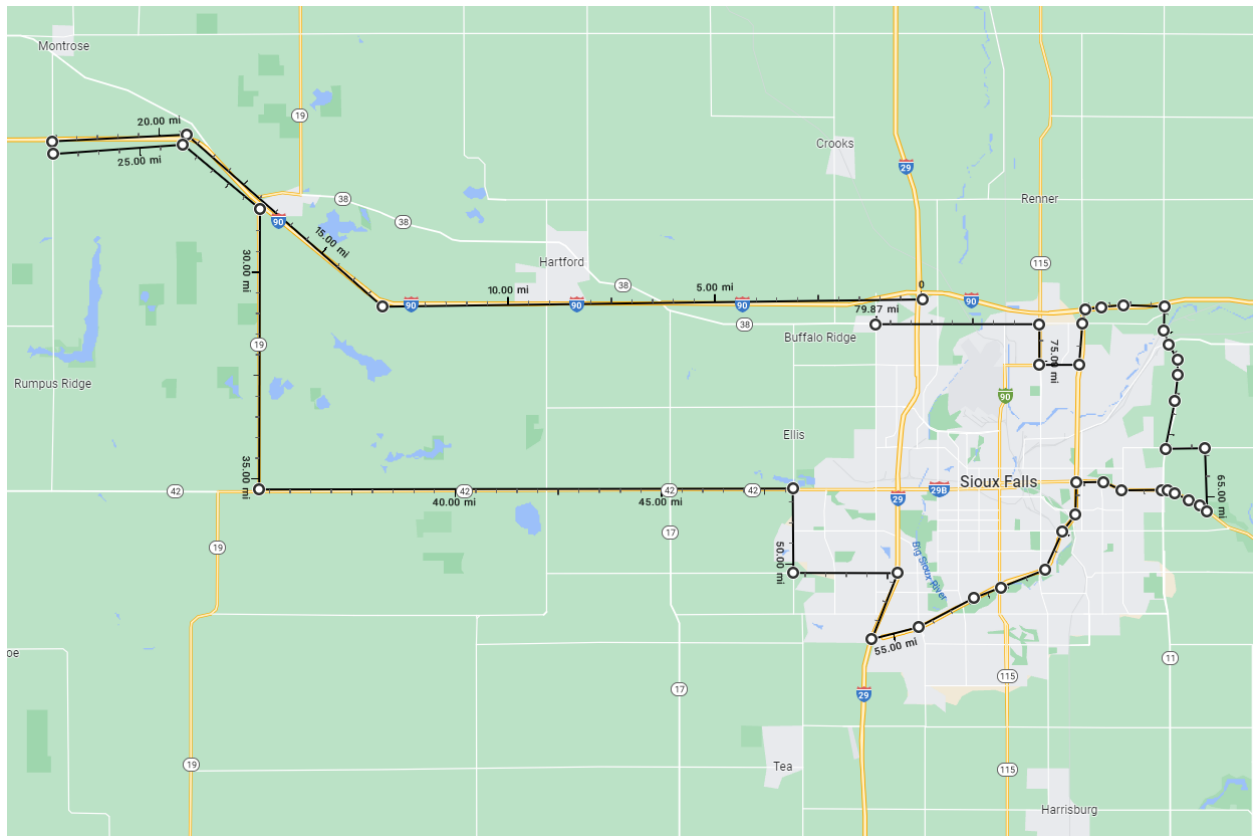 Montrose
20.00 mi
25.00 mi
19
Crooks
29
38
90
38
Renner
15.00 mi
115
Hartford
30.00 mi
38
0
5.00 mi
10.00 mi
90
90
90
90
79.87 mi
38
Buffalo Ridge
19
75.00 mi
Rumpus Ridge
90
Ellis
35.00 mi
Sioux Falls
42
42
42
42
29B
65.00 mi
40.00 mi
45.00 mi
29
17
19
50.00 mi
Big Sioux River
55.00 mi
oe
11
115
17
29
19
Tea
115
Harrisburg